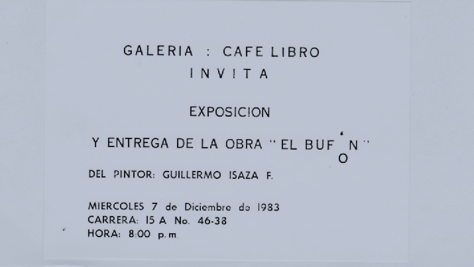 GALERIA : CAFE LIBRO
INVITA
EXPOSICION
Y ENTREGA DE LA OBRA "EL BUFÓN"
DEL PINTOR: GUILLERMO ISAZA F.
MIERCOLES 7 de Diciembre de 1983
CARRERA: 15 A No. 46-38
HORA: 8:00 p.m.